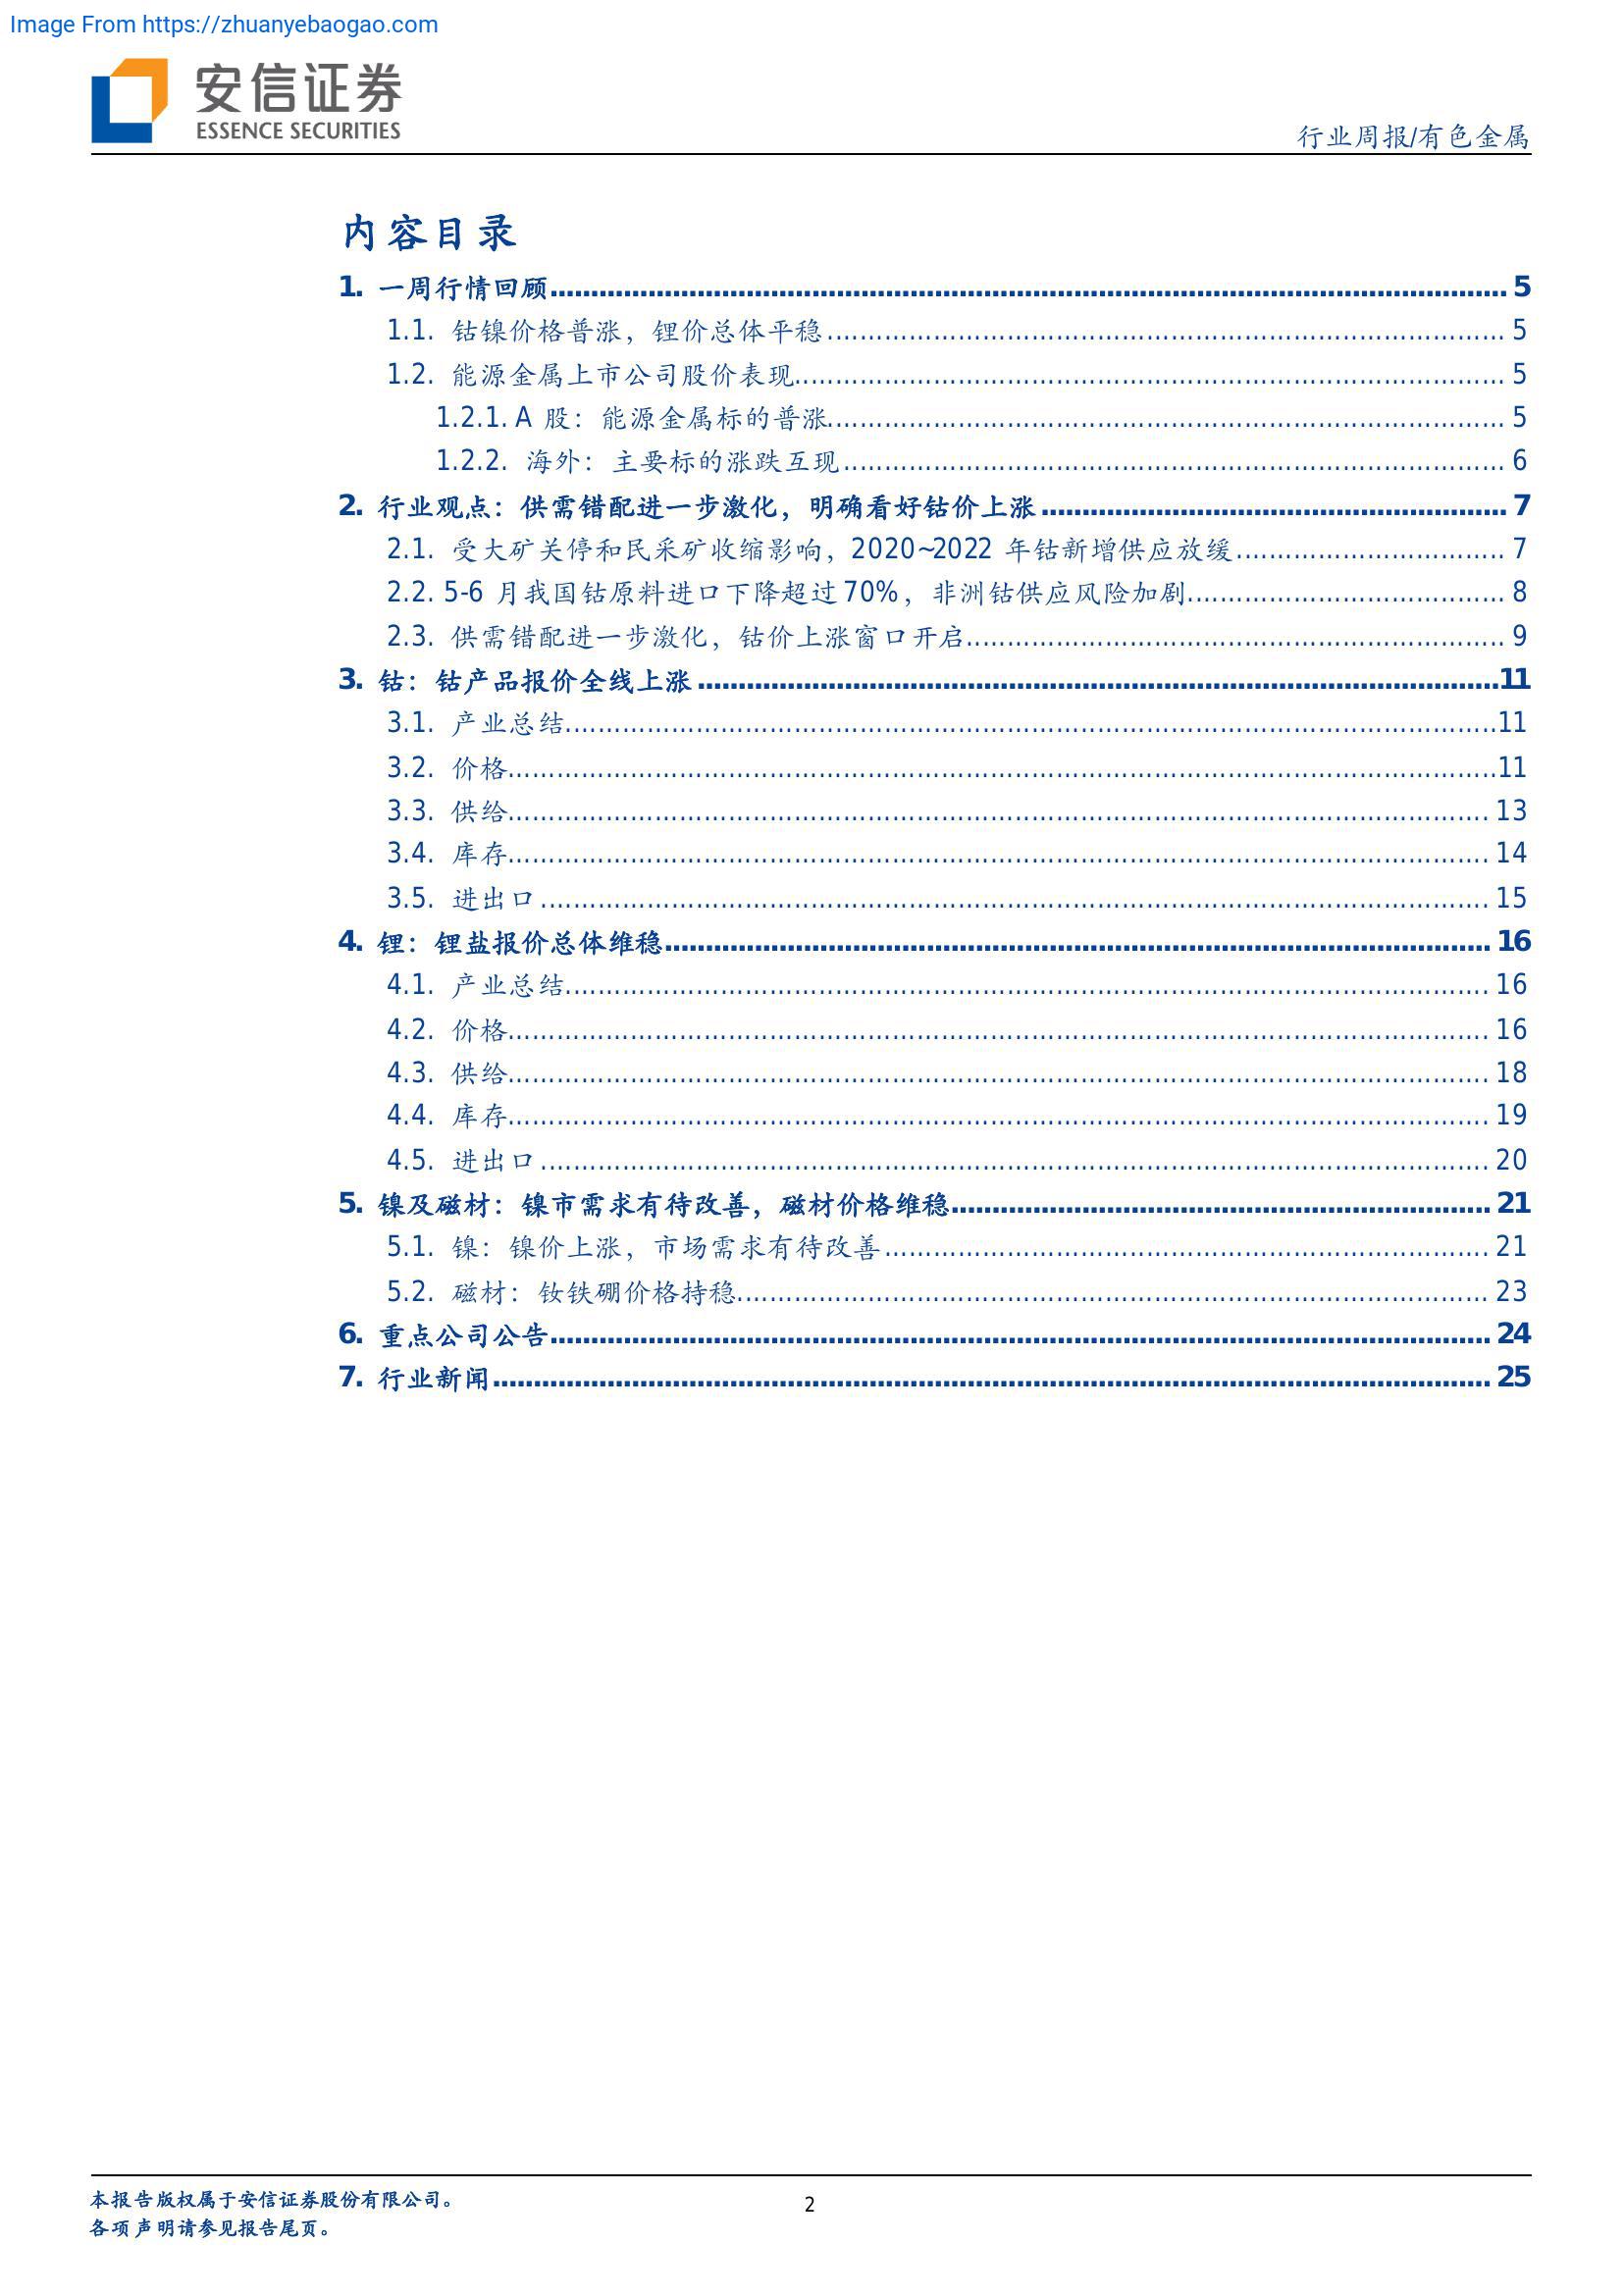 Image From https://zhuanyebaogao.com
安信证券
ESSENCE SECURITIES
行业周报/有色金属
内容目录
1. 一周行情回顾 5
1.1. 钴镍价格普涨，锂价总体平稳 5
1.2. 能源金属上市公司股价表现 5
1.2.1. A 股：能源金属标的普涨 5
1.2.2. 海外：主要标的涨跌互现 6
2. 行业观点：供需错配进一步激化，明确看好钴价上涨 7
2.1. 受大矿关停和民采矿收缩影响，2020~2022 年钴新增供应放缓 7
2.2. 5-6 月我国钴原料进口下降超过 70%，非洲钴供应风险加剧 8
2.3. 供需错配进一步激化，钴价上涨窗口开启 9
3. 钴：钴产品报价全线上涨 11
3.1. 产业总结 11
3.2. 价格 11
3.3. 供给 13
3.4. 库存 14
3.5. 进出口 15
4. 锂：锂盐报价总体维稳 16
4.1. 产业总结 16
4.2. 价格 16
4.3. 供给 18
4.4. 库存 19
4.5. 进出口 20
5. 镍及磁材：镍市需求有待改善，磁材价格维稳 21
5.1. 镍：镍价上涨，市场需求有待改善 21
5.2. 磁材：钕铁硼价格持稳 23
6. 重点公司公告 24
7. 行业新闻 25
本报告版权属于安信证券股份有限公司。
各项声明请参见报告尾页。
2